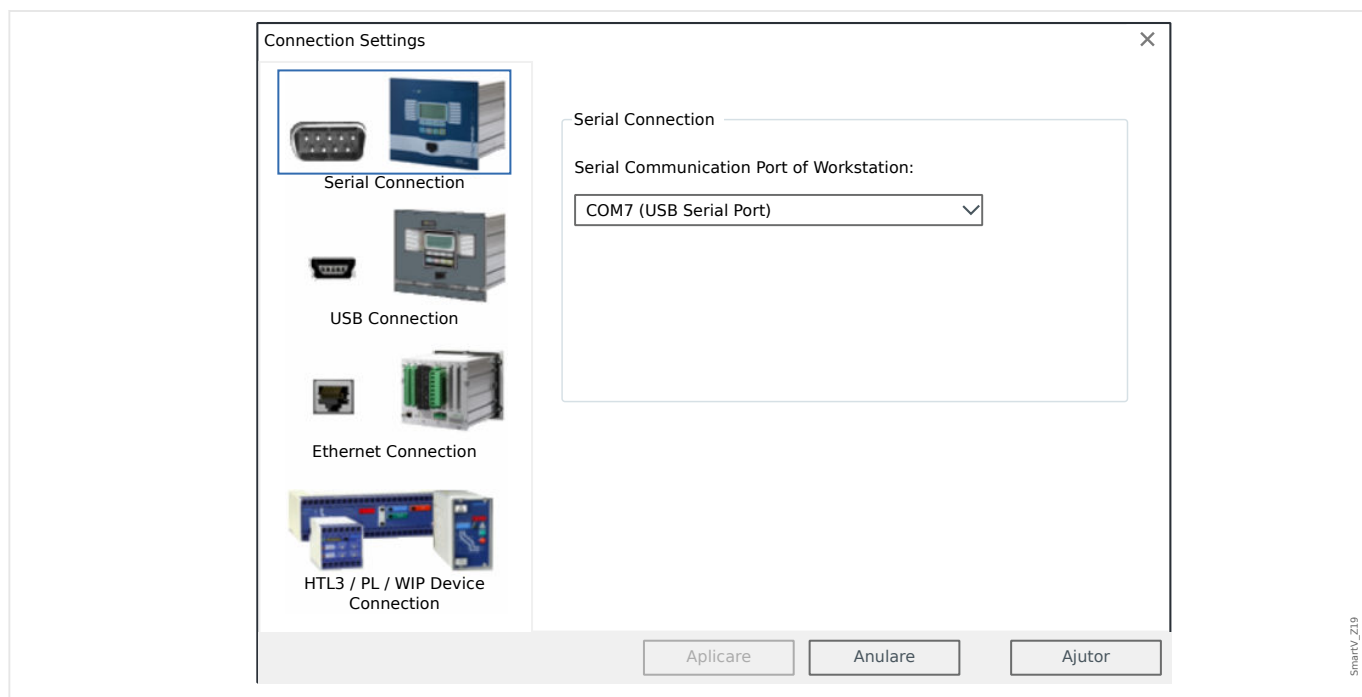 Connection Settings
Serial Connection
USB Connection
Ethernet Connection
HTL3 / PL / WIP Device
Connection
Serial Connection
Serial Communication Port of Workstation:
COM7 (USB Serial Port)
Aplicare
Anulare
Ajutor
SmartV_Z19